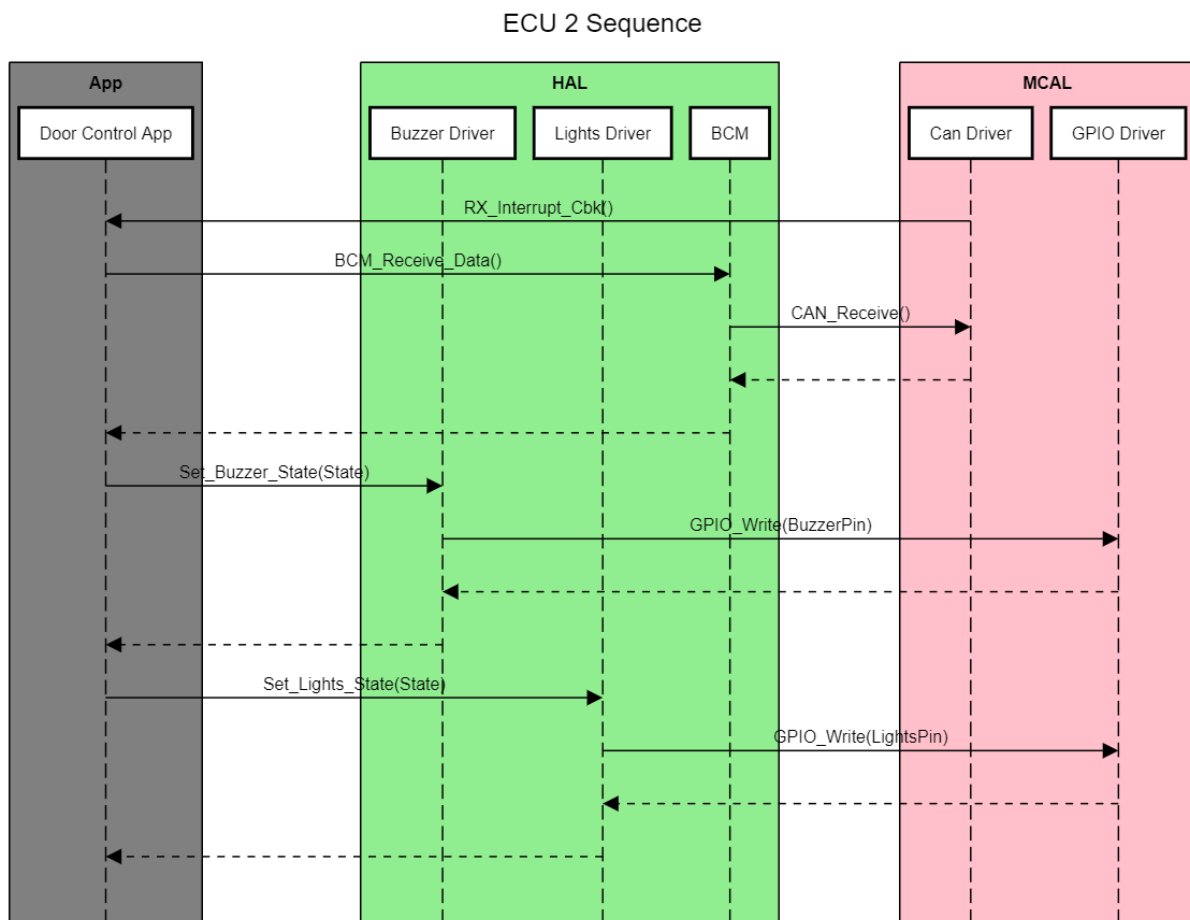 ECU 2 Sequence
App
HAL
MCAL
Door Control App
Buzzer Driver
Lights Driver
BCM
Can Driver
GPIO Driver
RX_Interrupt_Cbk()
BCM_Receive_Data()
CAN_Receive()
Set_Buzzer_State(State)
GPIO_Write(BuzzerPin)
Set_Lights_State(State)
GPIO_Write(LightsPin)